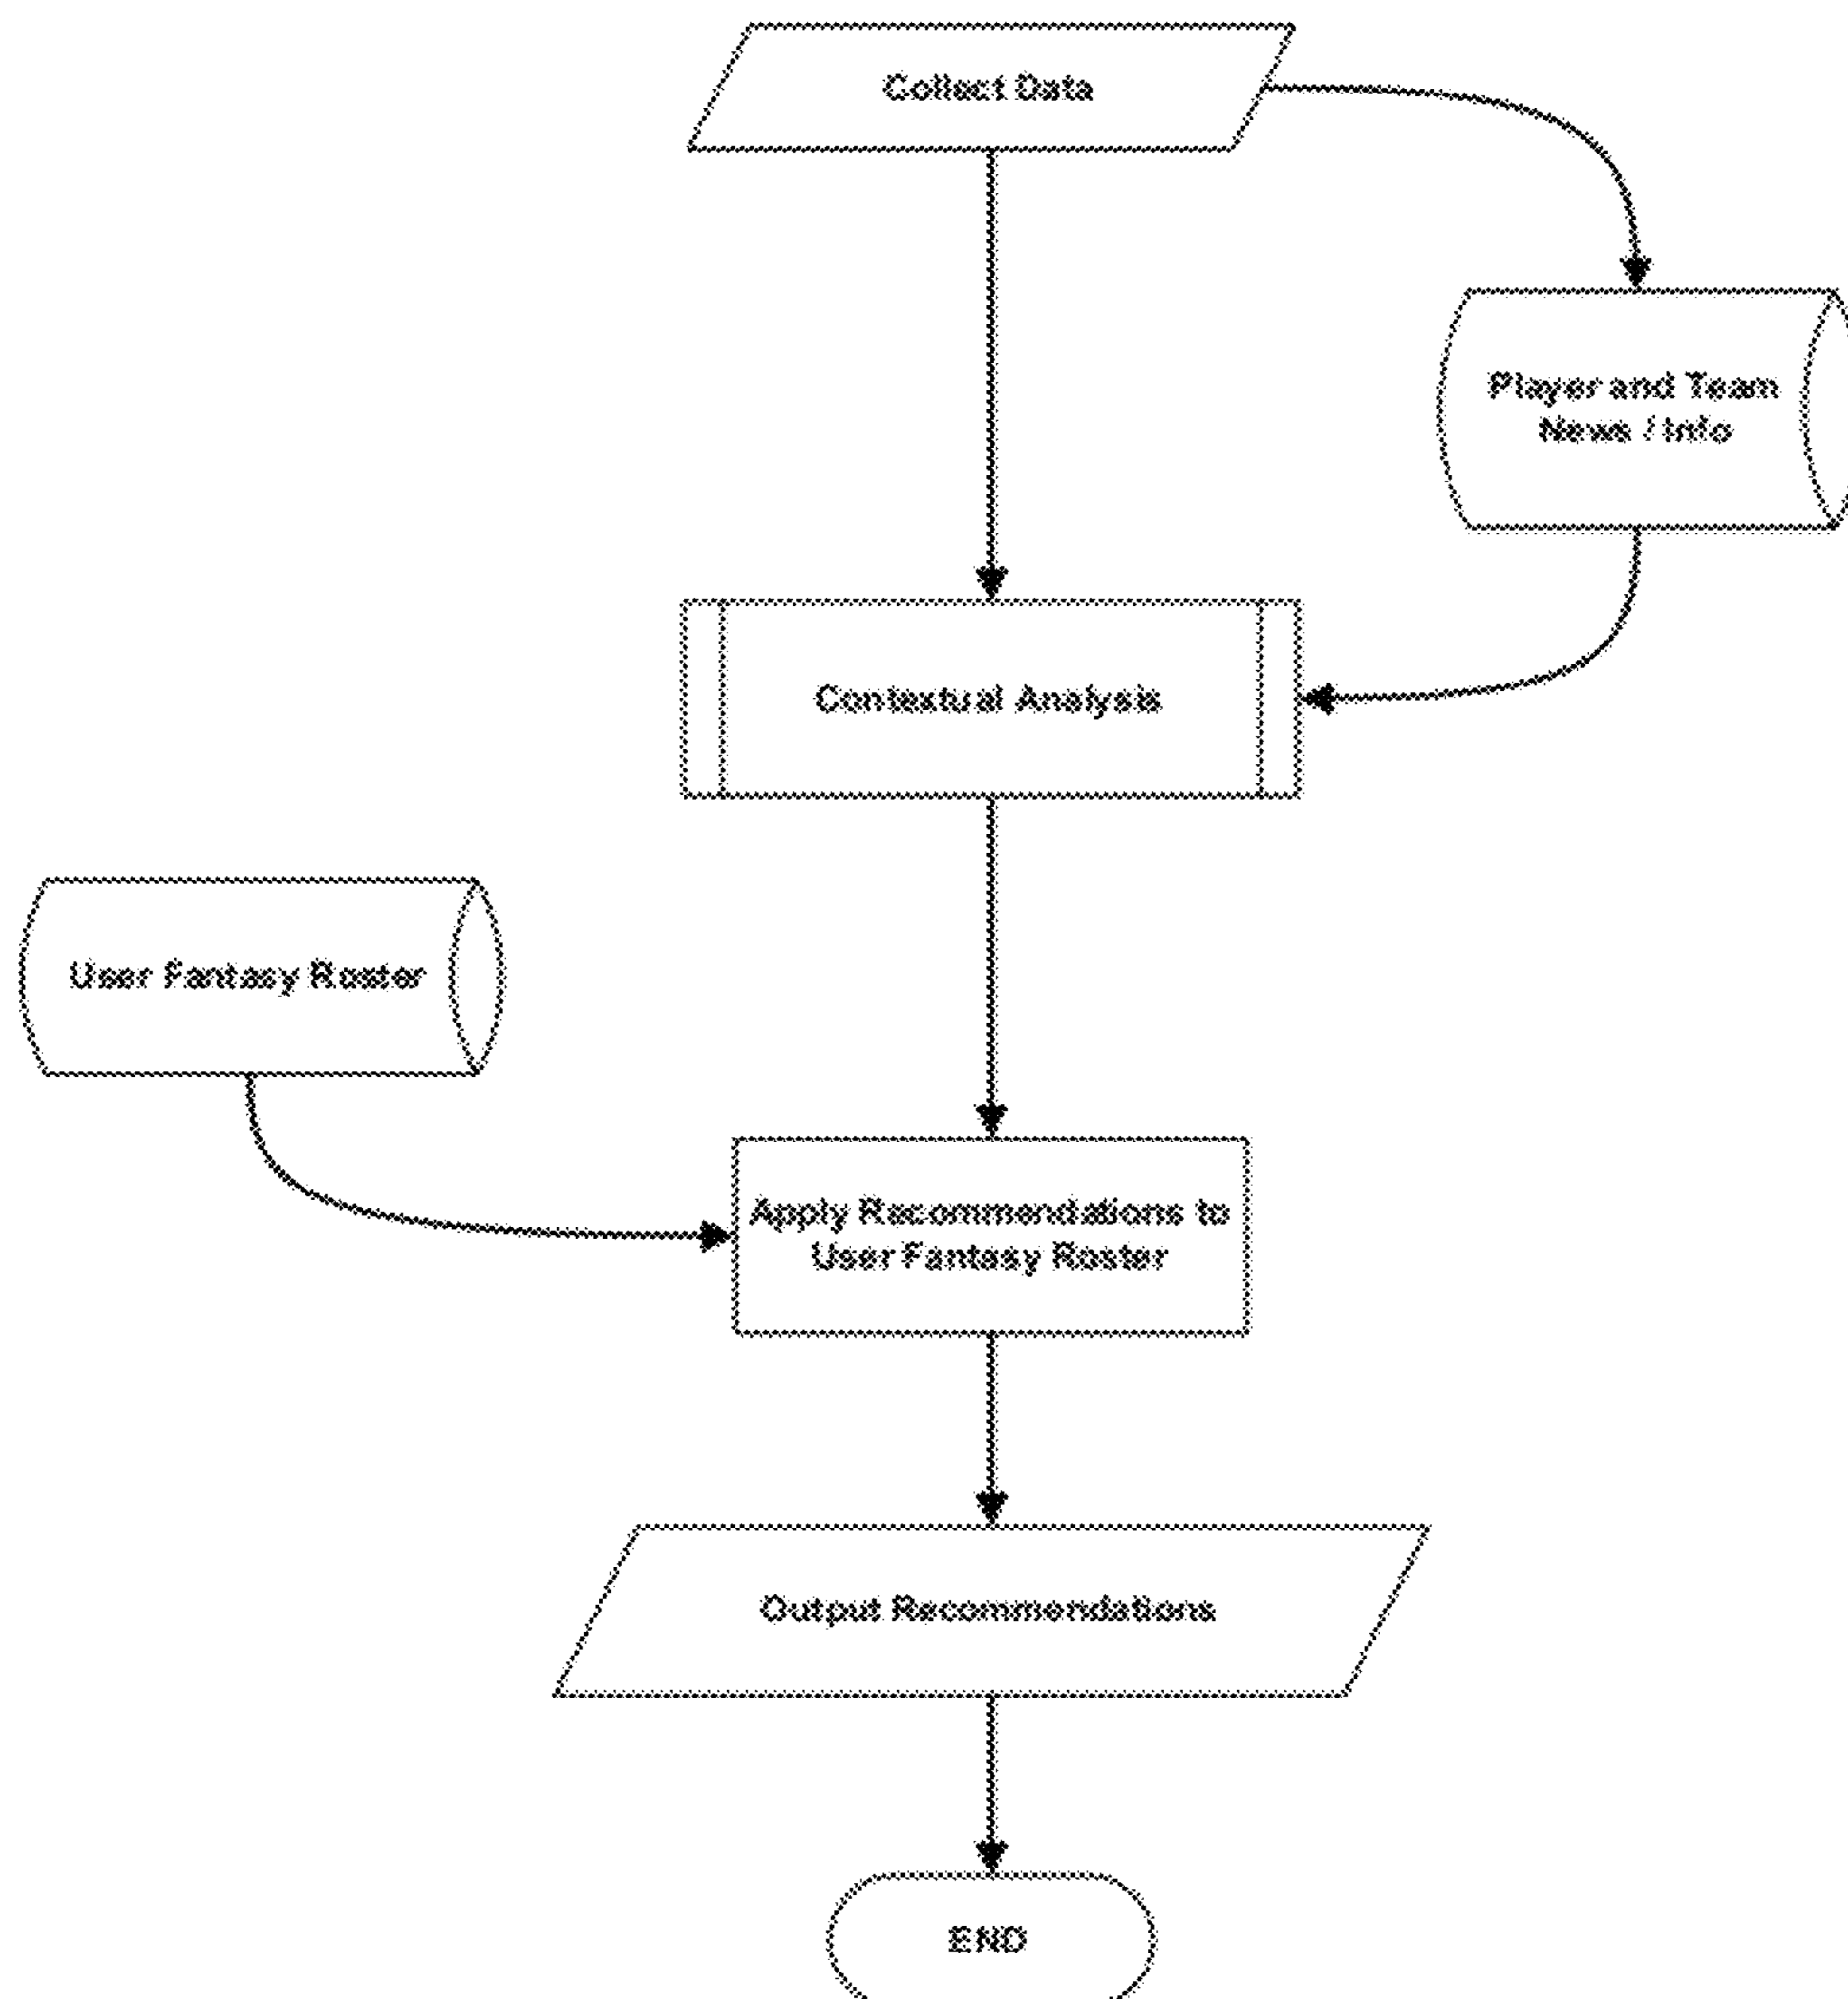 Collect Data
Player and Team
News / Info
Contextual Analysis
User Fantasy Roster
Apply Recommendations to
User Fantasy Roster
Output Recommendations
END